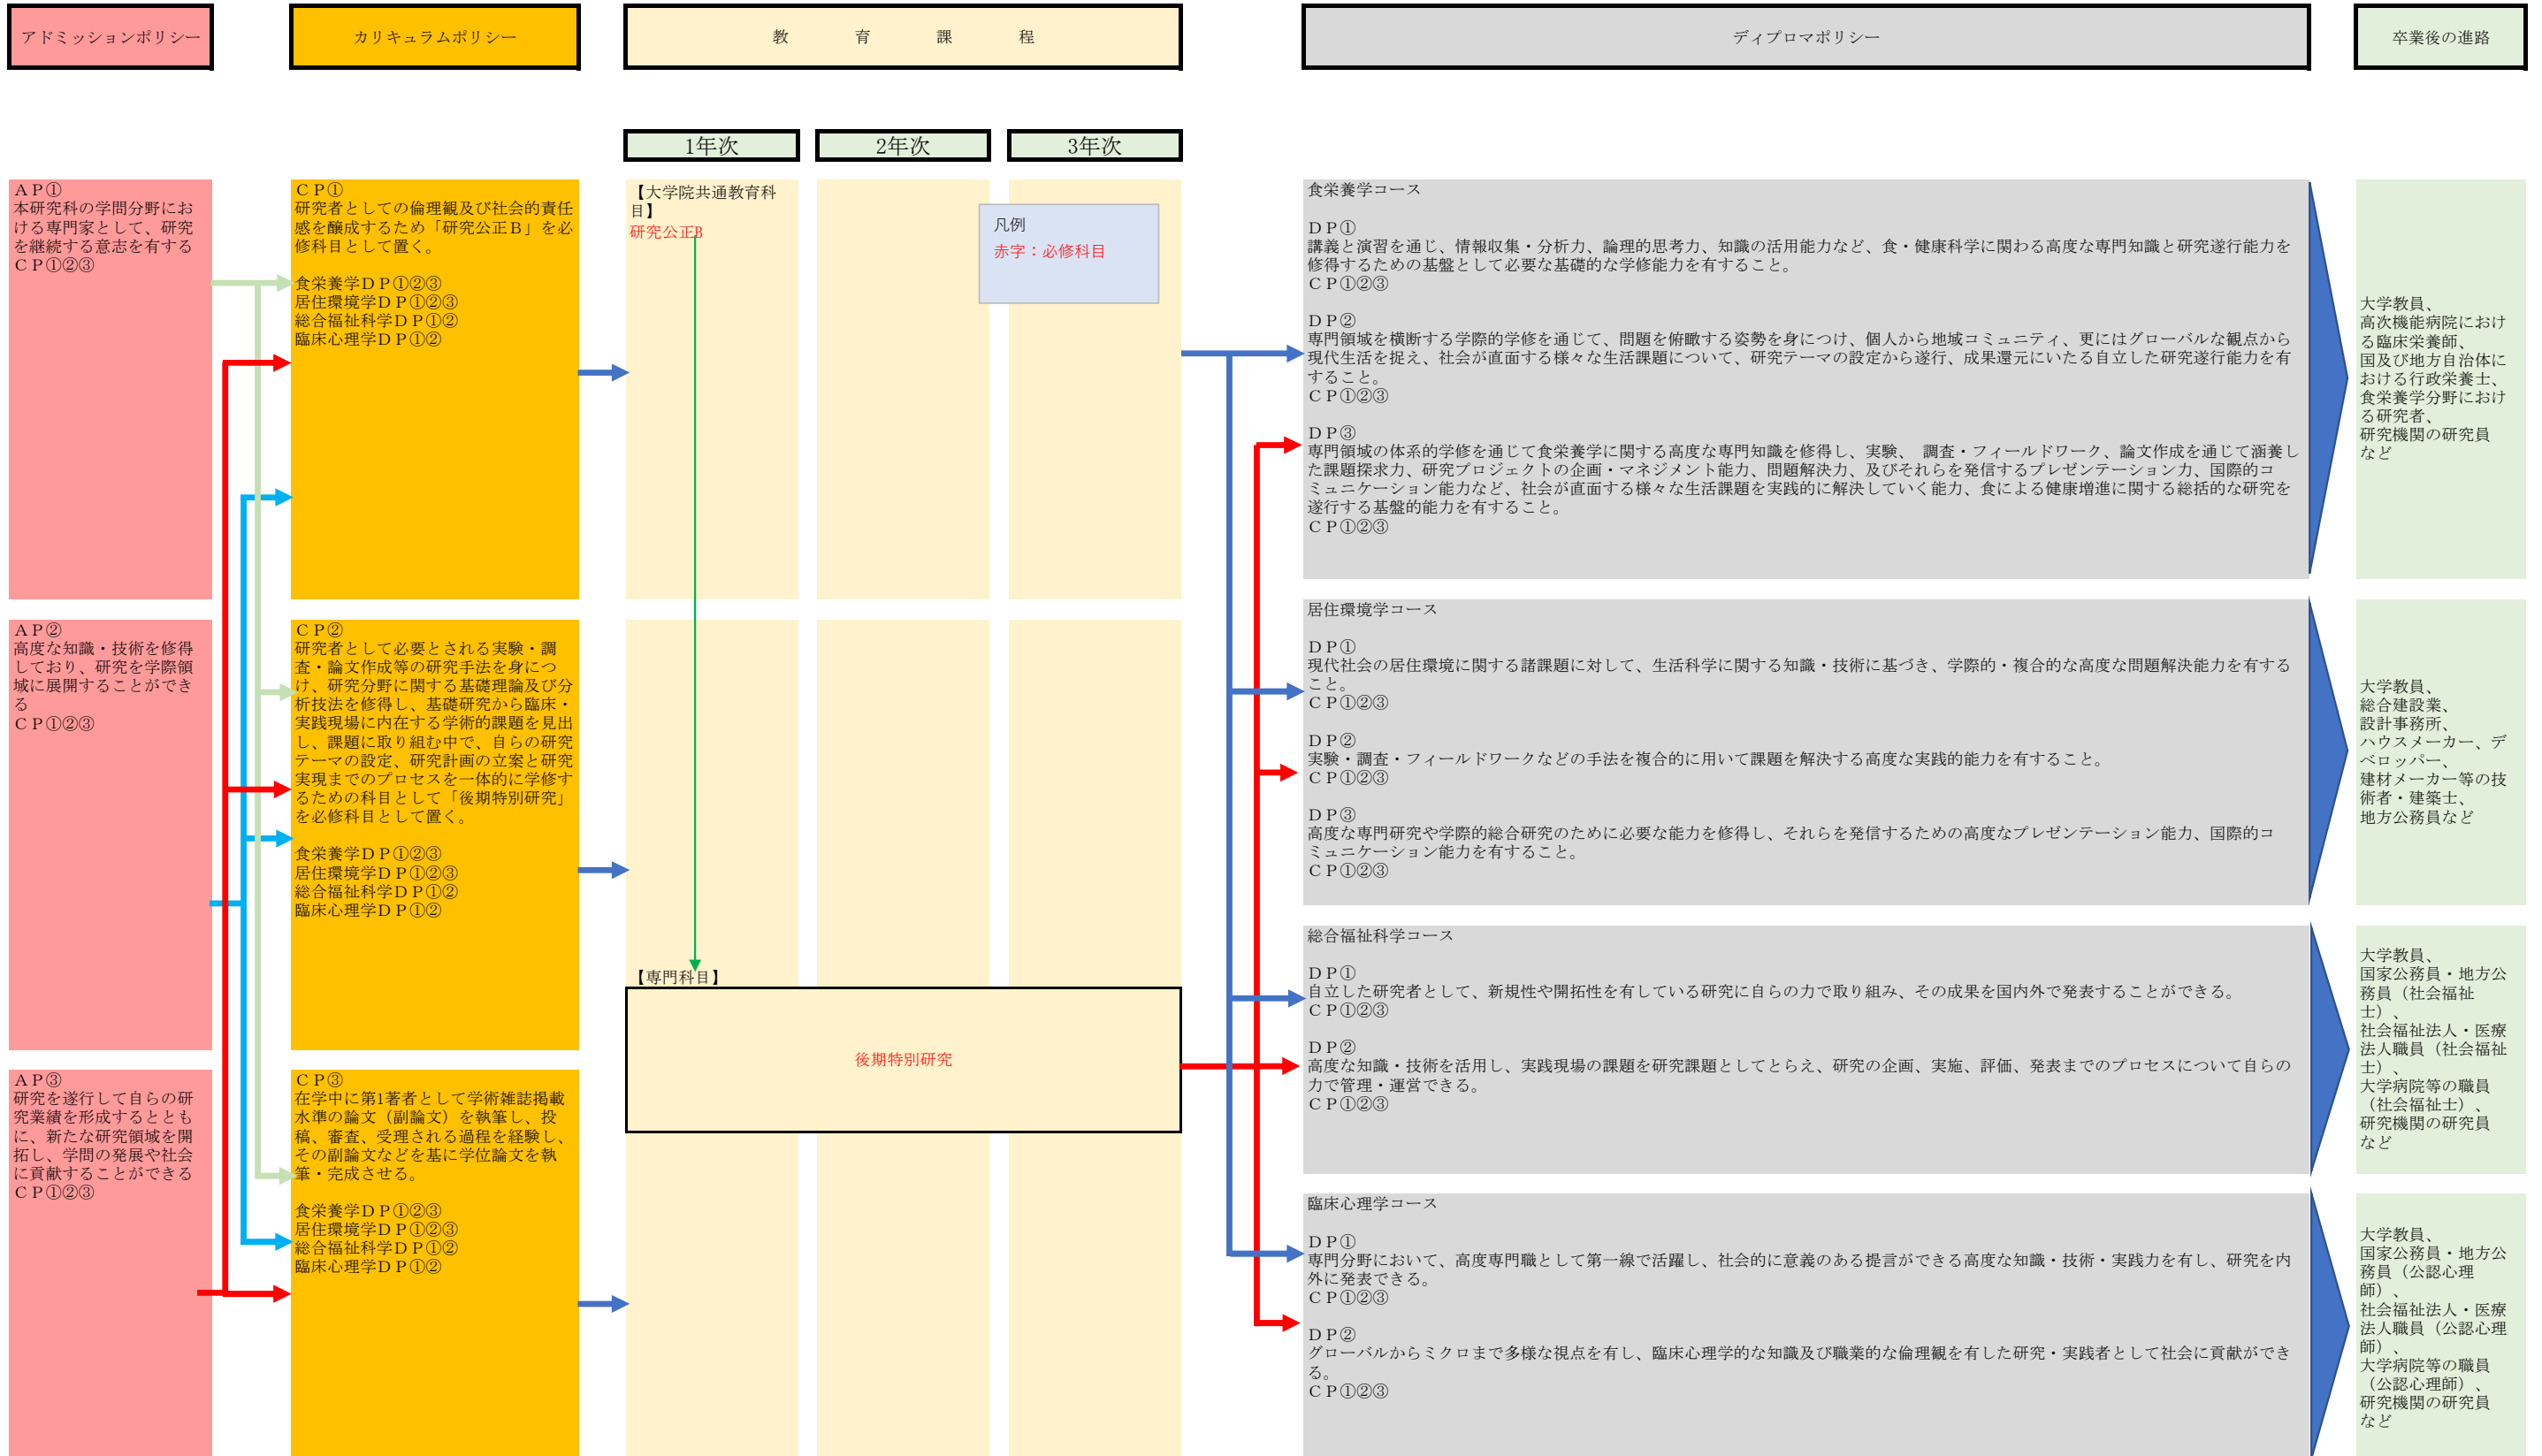 アドミッションポリシー
カリキュラムポリシー
教育課程
ディプロマポリシー
卒業後の進路
1年次
2年次
3年次
ＡＰ①
本研究科の学問分野にお
ける専門家として、研究
を継続する意志を有する
ＣＰ①②③
ＡＰ②
高度な知識・技術を修得
しており、研究を学際領
域に展開することができ
る
ＣＰ①②③
ＡＰ③
研究を遂行して自らの研
究業績を形成するととも
に、新たな研究領域を開
拓し、学問の発展や社会
に貢献することができる
ＣＰ①②③
ＣＰ①
研究者としての倫理観及び社会的責任
感を醸成するため「研究公正Ｂ」を必
修科目として置く。
食栄養学ＤＰ①②③
居住環境学ＤＰ①②③
総合福祉科学ＤＰ①②
臨床心理学ＤＰ①②
ＣＰ②
研究者として必要とされる実験・調
査・論文作成等の研究手法を身につ
け、研究分野に関する基礎理論及び分
析技法を修得し、基礎研究から臨床・
実践現場に内在する学術的課題を見出
し、課題に取り組む中で、自らの研究
テーマの設定、研究計画の立案と研究
実現までのプロセスを一体的に学修す
るための科目として「後期特別研究」
を必修科目として置く。
食栄養学ＤＰ①②③
居住環境学ＤＰ①②③
総合福祉科学ＤＰ①②
臨床心理学ＤＰ①②
ＣＰ③
在学中に第1著者として学術雑誌掲載
水準の論文（副論文）を執筆し、投
稿、審査、受理される過程を経験し、
その副論文などを基に学位論文を執
筆・完成させる。
食栄養学ＤＰ①②③
居住環境学ＤＰ①②③
総合福祉科学ＤＰ①②
臨床心理学ＤＰ①②
【大学院共通教育科
目】
研究公正B
凡例
赤字：必修科目
【専門科目】
後期特別研究
食栄養学コース
ＤＰ①
講義と演習を通じ、情報収集・分析力、論理的思考力、知識の活用能力など、食・健康科学に関わる高度な専門知識と研究遂行能力を
修得するための基盤として必要な基礎的な学修能力を有すること。
ＣＰ①②③
ＤＰ②
専門領域を横断する学際的学修を通じて、問題を俯瞰する姿勢を身につけ、個人から地域コミュニティ、更にはグローバルな観点から
現代生活を捉え、社会が直面する様々な生活課題について、研究テーマの設定から遂行、成果還元にいたる自立した研究遂行能力を有
すること。
ＣＰ①②③
ＤＰ③
専門領域の体系的学修を通じて食栄養学に関する高度な専門知識を修得し、実験、 調査・フィールドワーク、論文作成を通じて涵養し
た課題探求力、研究プロジェクトの企画・マネジメント能力、問題解決力、及びそれらを発信するプレゼンテーション力、国際的コ
ミュニケーション能力など、社会が直面する様々な生活課題を実践的に解決していく能力、食による健康増進に関する総括的な研究を
遂行する基盤的能力を有すること。
ＣＰ①②③
居住環境学コース
ＤＰ①
現代社会の居住環境に関する諸課題に対して、生活科学に関する知識・技術に基づき、学際的・複合的な高度な問題解決能力を有する
こと。
ＣＰ①②③
ＤＰ②
実験・調査・フィールドワークなどの手法を複合的に用いて課題を解決する高度な実践的能力を有すること。
ＣＰ①②③
ＤＰ③
高度な専門研究や学際的総合研究のために必要な能力を修得し、それらを発信するための高度なプレゼンテーション能力、国際的コ
ミュニケーション能力を有すること。
ＣＰ①②③
総合福祉科学コース
ＤＰ①
自立した研究者として、新規性や開拓性を有している研究に自らの力で取り組み、その成果を国内外で発表することができる。
ＣＰ①②③
ＤＰ②
高度な知識・技術を活用し、実践現場の課題を研究課題としてとらえ、研究の企画、実施、評価、発表までのプロセスについて自らの
力で管理・運営できる。
ＣＰ①②③
臨床心理学コース
ＤＰ①
専門分野において、高度専門職として第一線で活躍し、社会的に意義のある提言ができる高度な知識・技術・実践力を有し、研究を内
外に発表できる。
ＣＰ①②③
ＤＰ②
グローバルからミクロまで多様な視点を有し、臨床心理学的な知識及び職業的な倫理観を有した研究・実践者として社会に貢献ができ
る。
ＣＰ①②③
大学教員、
高次機能病院におけ
る臨床栄養師、
国及び地方自治体に
おける行政栄養士、
食栄養学分野におけ
る研究者、
研究機関の研究員
など
大学教員、
総合建設業、
設計事務所、
ハウスメーカー、デ
ベロッパー、
建材メーカー等の技
術者・建築士、
地方公務員など
大学教員、
国家公務員・地方公
務員（社会福祉
士）、
社会福祉法人・医療
法人職員（社会福祉
士）、
大学病院等の職員
（社会福祉士）、
研究機関の研究員
など
大学教員、
国家公務員・地方公
務員（公認心理
師）、
社会福祉法人・医療
法人職員（公認心理
師）、
大学病院等の職員
（公認心理師）、
研究機関の研究員
など